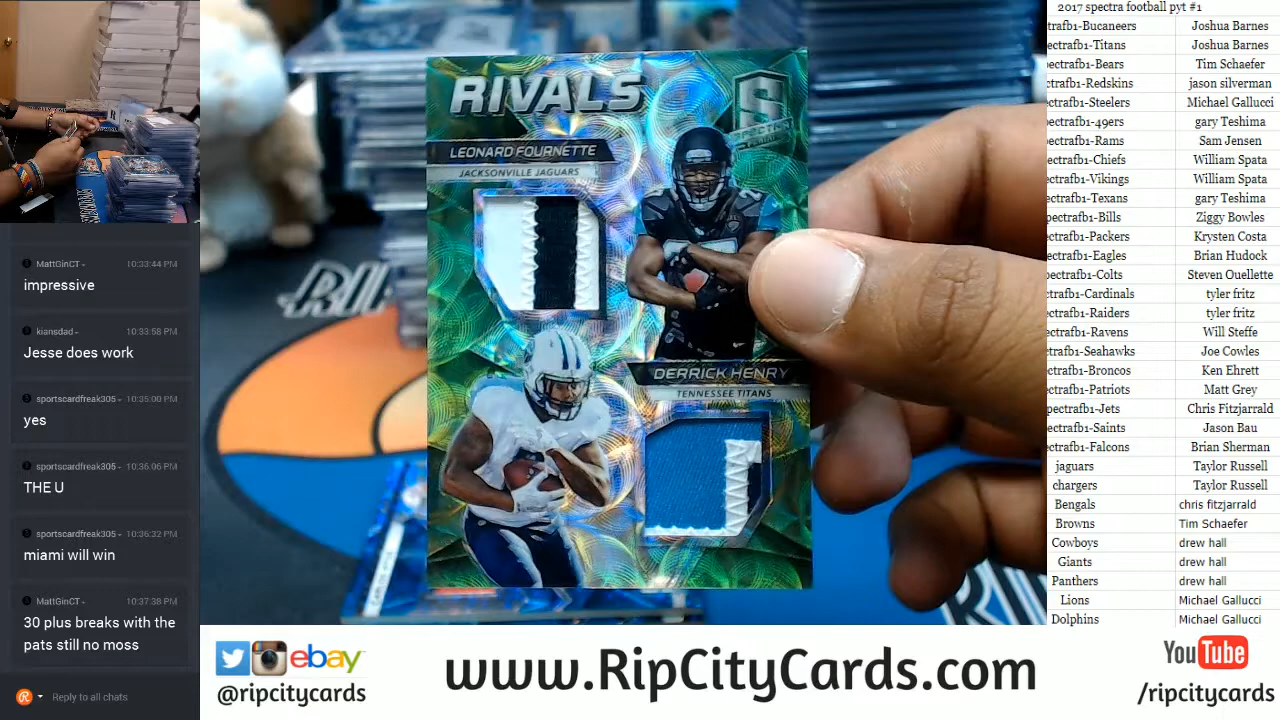 MattGinCT - 10:33:44 PM
impressive
kiansdad - 10:33:58 PM
Jesse does work
sportscardfreak305 - 10:35:00 PM
yes
sportscardfreak305 - 10:36:06 PM
THE U
sportscardfreak305 - 10:36:32 PM
miami will win
MattGinCT - 10:37:38 PM
30 plus breaks with the
pats still no moss
Reply to all chats
RIVALS
S
SPECTRA
LEONARD FOURNETTE
JACKSONVILLE JAGUARS
DERRICK HENRY
TENNESSEE TITANS
RI
RI
2017 spectra football pyt #1
trafb1-Bucaneers Joshua Barnes
ectrafb1-Titans Joshua Barnes
ectrafb1-Bears Tim Schaefer
ctrafb1-Redskins jason silverman
ectrafb1-Steelers Michael Gallucci
ectrafb1-49ers gary Teshima
ectrafb1-Rams Sam Jensen
ectrafb1-Chiefs William Spata
ectrafb1-Vikings William Spata
ectrafb1-Texans gary Teshima
pectrafb1-Bills Ziggy Bowles
ectrafb1-Packers Krysten Costa
ectrafb1-Eagles Brian Hudock
pectrafb1-Colts Steven Ouellette
ctrafb1-Cardinals tyler fritz
ctrafb1-Raiders tyler fritz
ctrafb1-Ravens Will Steffe
ctrafb1-Seahawks Joe Cowles
ctrafb1-Broncos Ken Ehrett
ectrafb1-Patriots Matt Grey
pectrafb1-Jets Chris Fitzjarrald
ectrafb1-Saints Jason Bau
ectrafb1-Falcons Brian Sherman
jaguars Taylor Russell
chargers Taylor Russell
Bengals chris fitzjarrald
Browns Tim Schaefer
Cowboys drew hall
Giants drew hall
Panthers drew hall
Lions Michael Gallucci
Dolphins Michael Gallucci
ebay
@ripcitycards
www.RipCityCards.com
YouTube
/ripcitycards